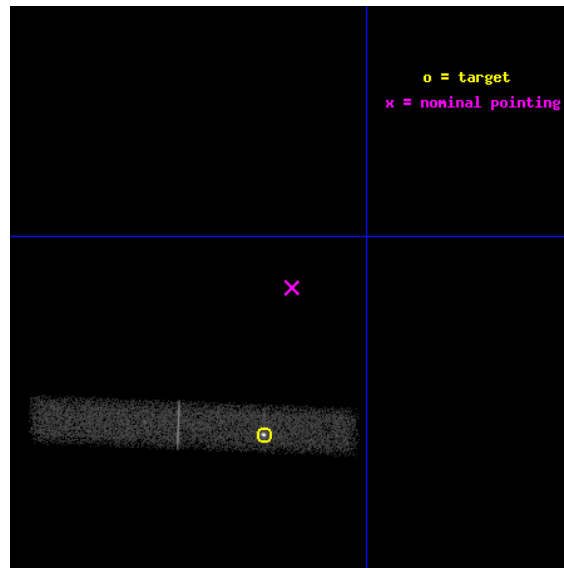 o = target
x = nominal pointing